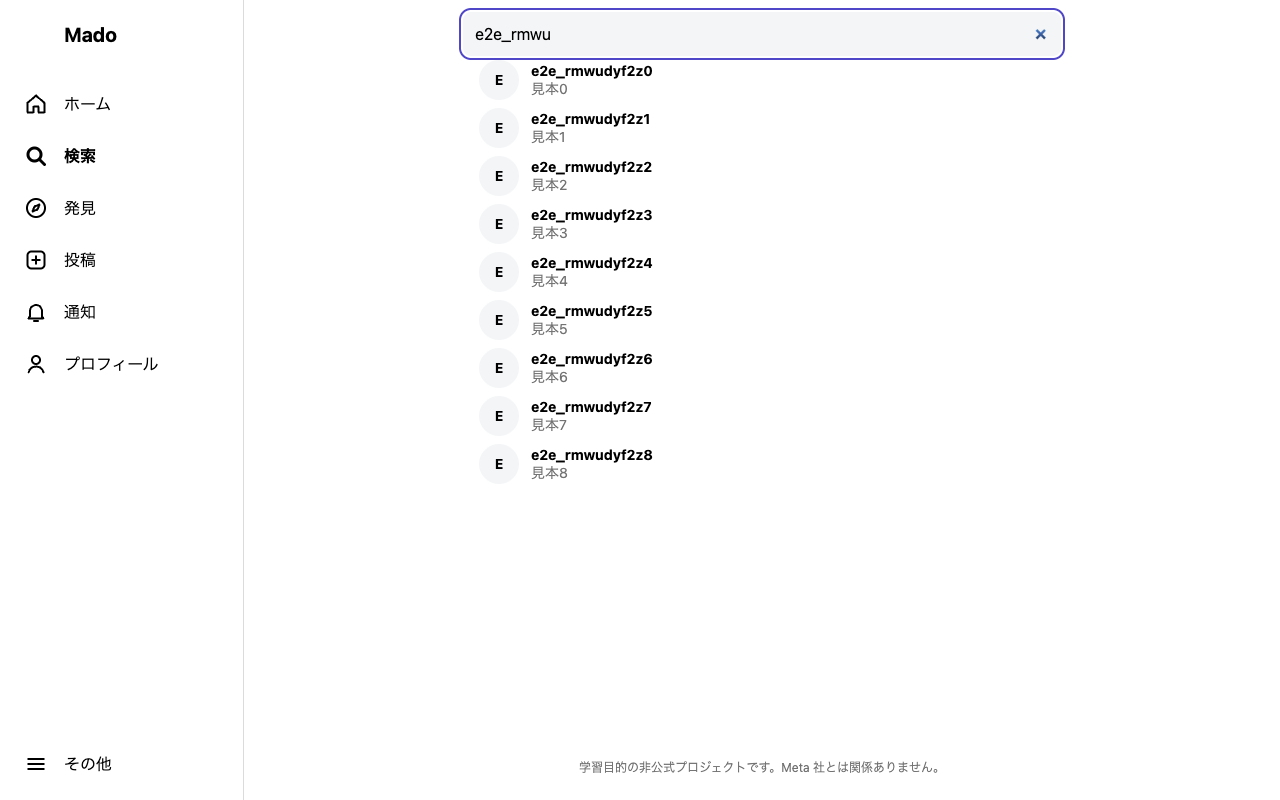 Mado
ホーム
検索
発見
投稿
通知
プロフィール
その他
e2e_rmwu
E
e2e_rmwudyf2z0
見本0
E
e2e_rmwudyf2z1
見本1
E
e2e_rmwudyf2z2
見本2
E
e2e_rmwudyf2z3
見本3
E
e2e_rmwudyf2z4
見本4
E
e2e_rmwudyf2z5
見本5
E
e2e_rmwudyf2z6
見本6
E
e2e_rmwudyf2z7
見本7
E
e2e_rmwudyf2z8
見本8
学習目的の非公式プロジェクトです。Meta 社とは関係ありません。